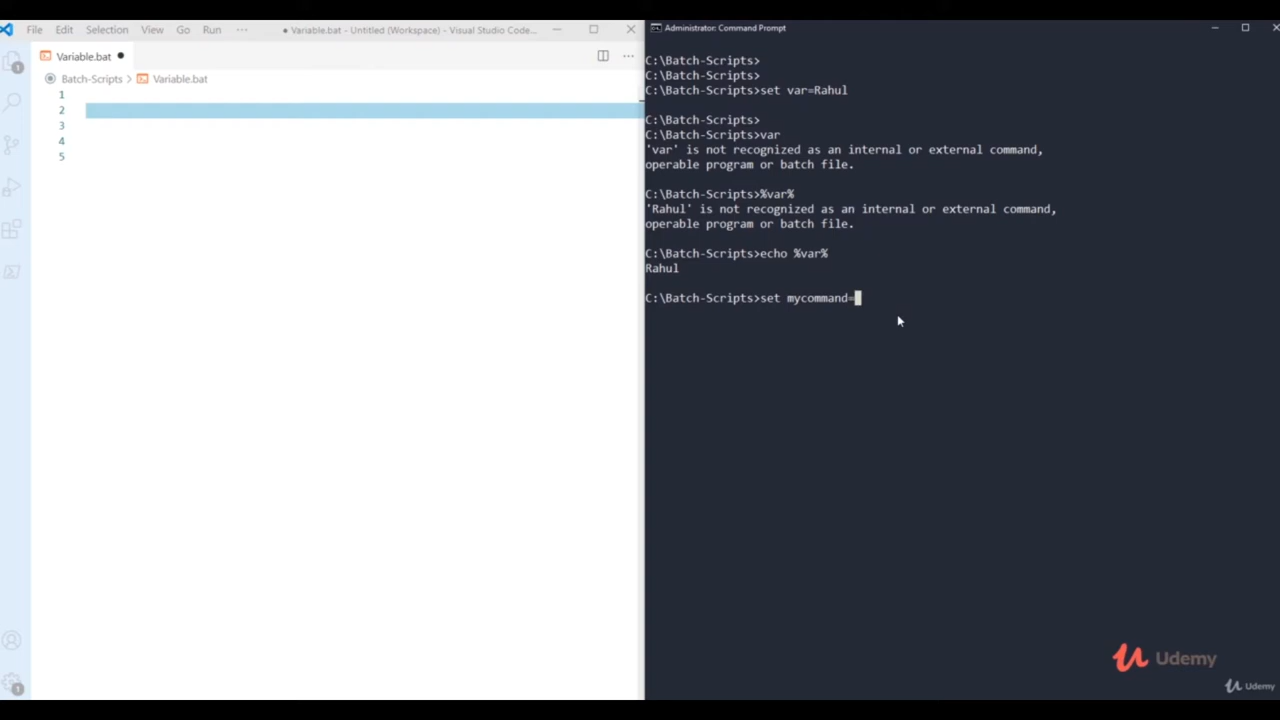 File Edit Selection View Go Run ··· ● Variable.bat - Untitled (Workspace) - Visual Studio Code...
Variable.bat ●
Batch-Scripts > Variable.bat
1
2
3
4
5
1
1
Administrator: Command Prompt
C:\Batch-Scripts>
C:\Batch-Scripts>
C:\Batch-Scripts>set var=Rahul
C:\Batch-Scripts>
C:\Batch-Scripts>var
'var' is not recognized as an internal or external command,
operable program or batch file.
C:\Batch-Scripts>%var%
'Rahul' is not recognized as an internal or external command,
operable program or batch file.
C:\Batch-Scripts>echo %var%
Rahul
C:\Batch-Scripts>set mycommand=
Udemy
Udemy